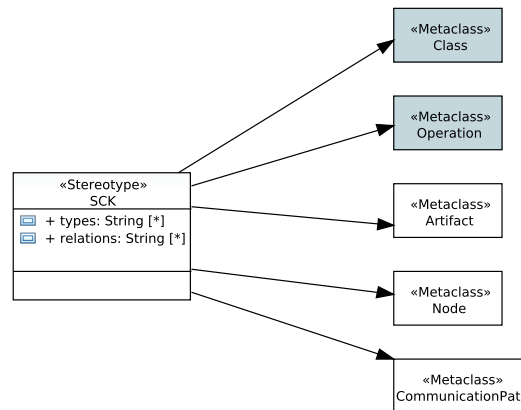 «Metaclass»
Class
«Metaclass»
Operation
«Stereotype»
SCK
+ types: String [*]
+ relations: String [*]
«Metaclass»
Artifact
«Metaclass»
Node
«Metaclass»
CommunicationPat